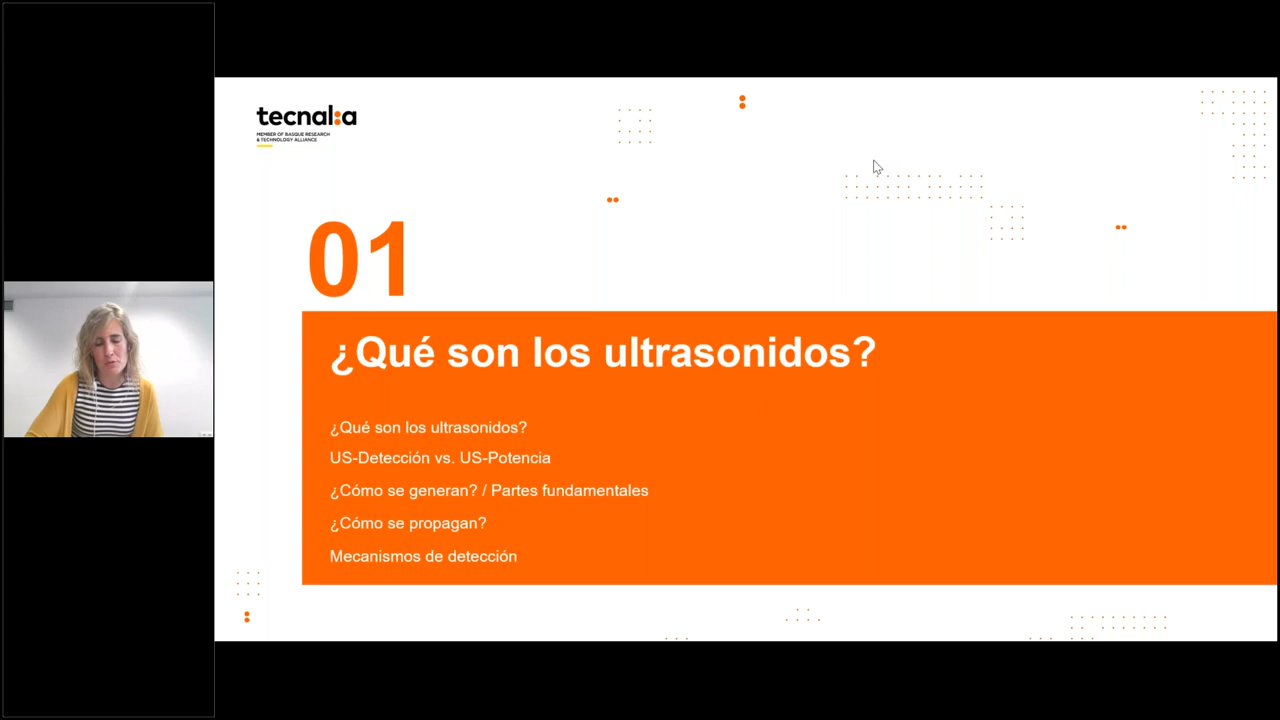 tecnal:a
MEMBER OF BASQUE RESEARCH
& TECHNOLOGY ALLIANCE
01
¿Qué son los ultrasonidos?
¿Qué son los ultrasonidos?
US-Detección vs. US-Potencia
¿Cómo se generan? / Partes fundamentales
¿Cómo se propagan?
Mecanismos de detección